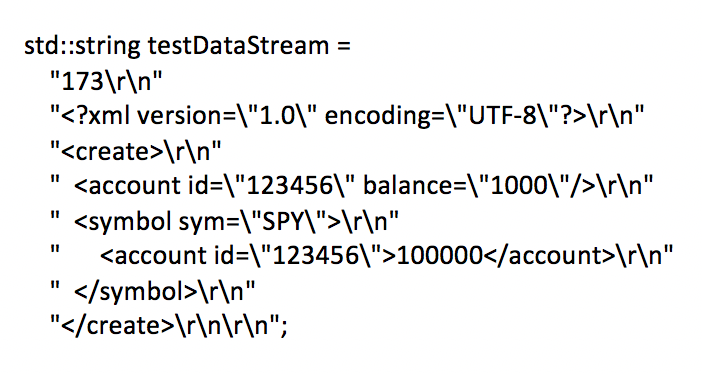 std::string testDataStream =
"173\r\n"
"<?xml version=\"1.0\" encoding=\"UTF-8\"?>\r\n"
"<create>\r\n"
"  <account id=\"123456\" balance=\"1000\"/>\r\n"
"  <symbol sym=\"SPY\">\r\n"
"      <account id=\"123456\">100000</account>\r\n"
"  </symbol>\r\n"
"</create>\r\n\r\n";